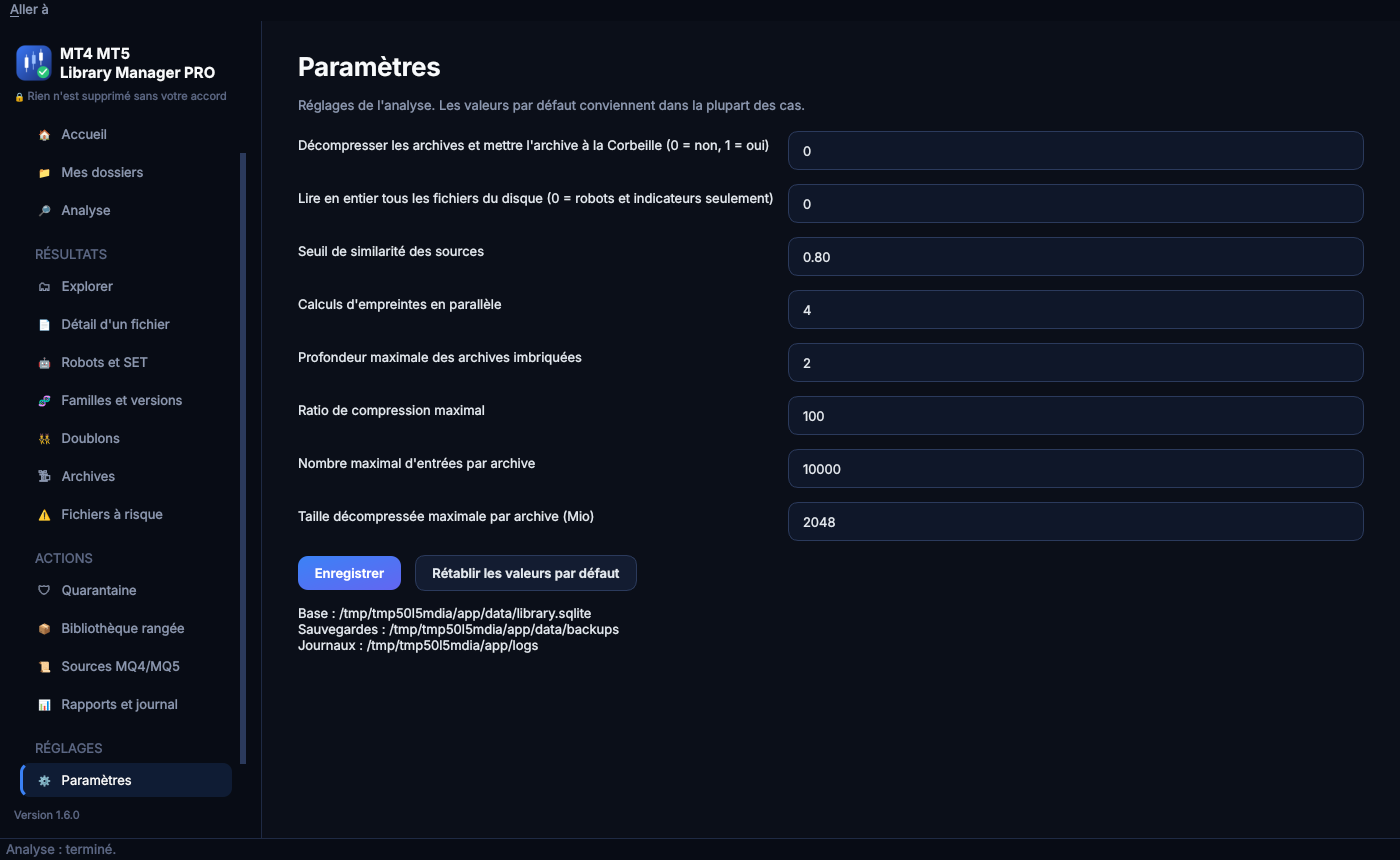 Aller à
MT4 MT5
Library Manager PRO
Rien n'est supprimé sans votre accord
Accueil
Mes dossiers
Analyse
RÉSULTATS
Explorer
Détail d'un fichier
Robots et SET
Familles et versions
Doublons
Archives
Fichiers à risque
ACTIONS
Quarantaine
Bibliothèque rangée
Sources MQ4/MQ5
Rapports et journal
RÉGLAGES
Paramètres
Version 1.6.0
Paramètres
Réglages de l'analyse. Les valeurs par défaut conviennent dans la plupart des cas.
Décompresser les archives et mettre l'archive à la Corbeille (0 = non, 1 = oui) 0
Lire en entier tous les fichiers du disque (0 = robots et indicateurs seulement) 0
Seuil de similarité des sources 0.80
Calculs d'empreintes en parallèle 4
Profondeur maximale des archives imbriquées 2
Ratio de compression maximal 100
Nombre maximal d'entrées par archive 10000
Taille décompressée maximale par archive (Mio) 2048
Enregistrer Rétablir les valeurs par défaut
Base : /tmp/tmp50l5mdia/app/data/library.sqlite
Sauvegardes : /tmp/tmp50l5mdia/app/data/backups
Journaux : /tmp/tmp50l5mdia/app/logs
Analyse : terminé.